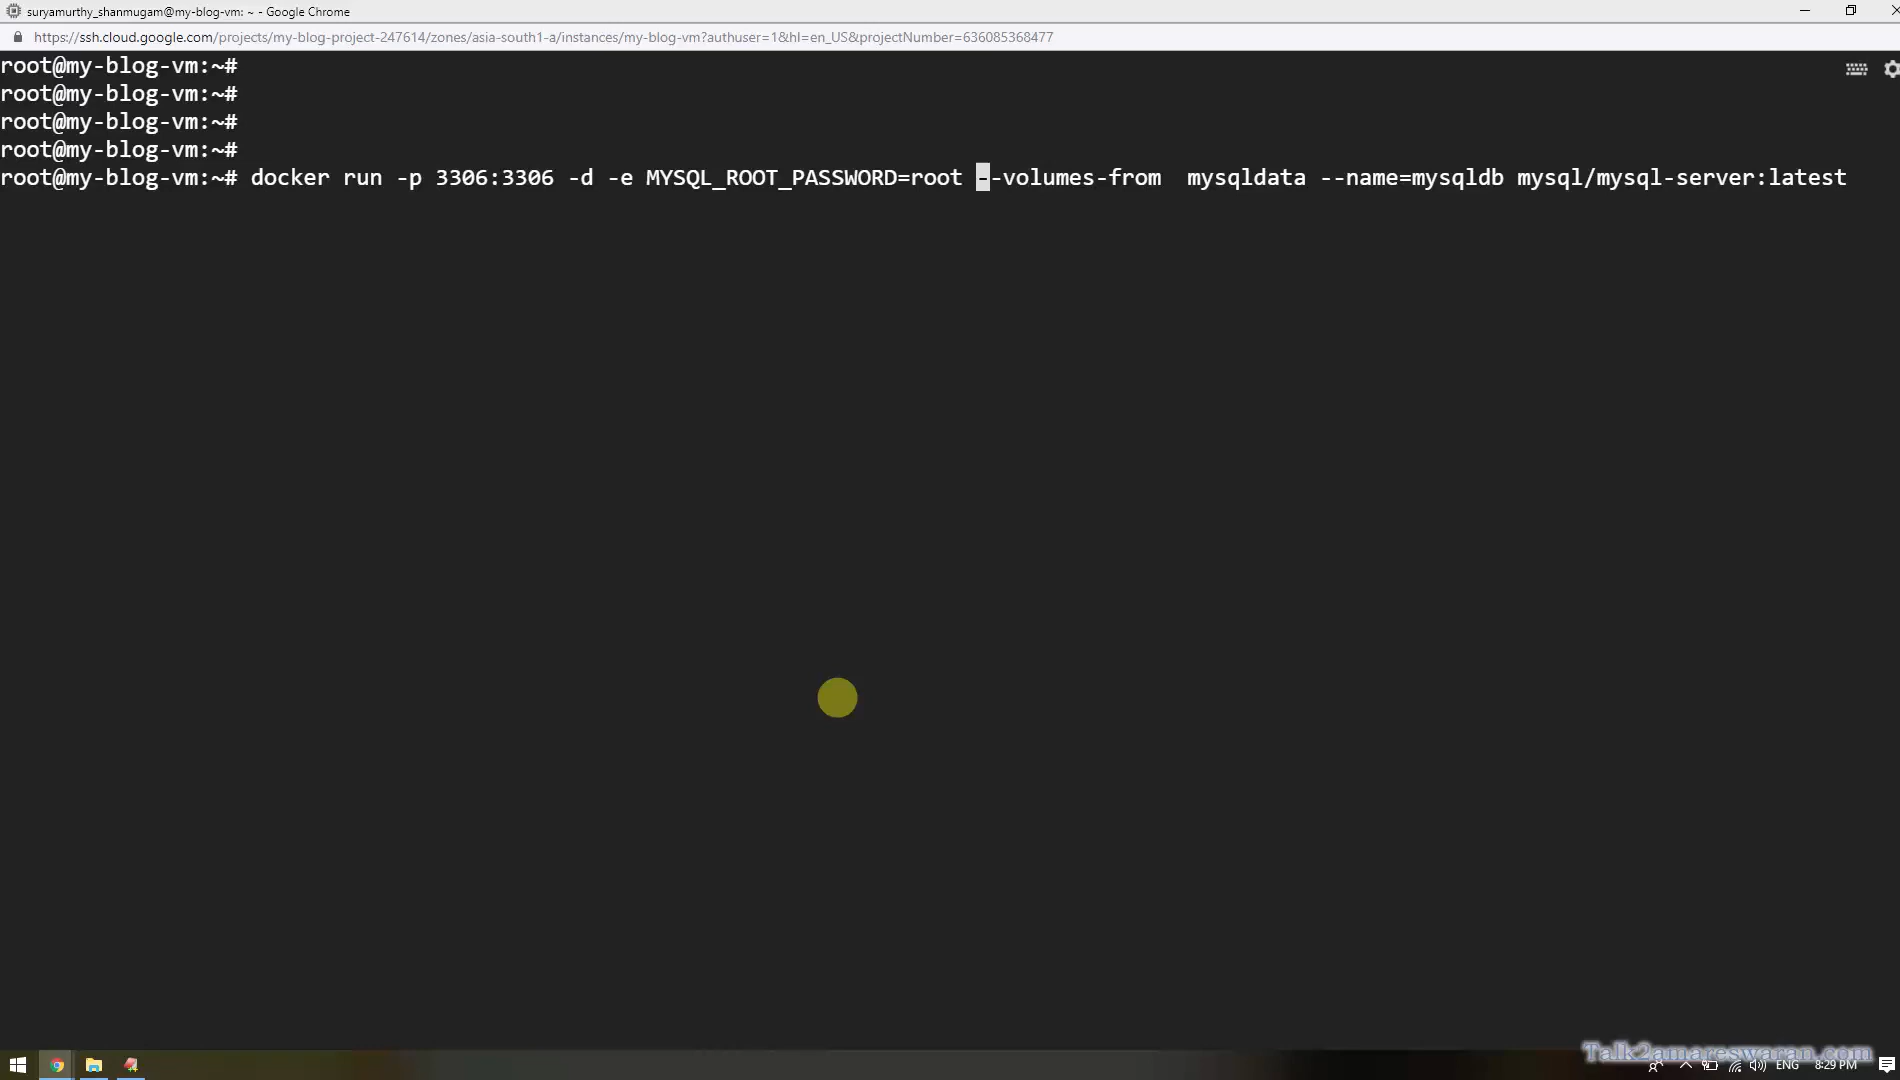 suryamurthy_shanmugam@my-blog-vm: ~ - Google Chrome
https://ssh.cloud.google.com/projects/my-blog-project-247614/zones/asia-south1-a/instances/my-blog-vm?authuser=1&hl=en_US&projectNumber=636085368477
root@my-blog-vm:~#
root@my-blog-vm:~#
root@my-blog-vm:~#
root@my-blog-vm:~#
root@my-blog-vm:~# docker run -p 3306:3306 -d -e MYSQL_ROOT_PASSWORD=root --volumes-from  mysqldata --name=mysqldb mysql/mysql-server:latest
Talk2amareswaran.com
ENG 8:29 PM